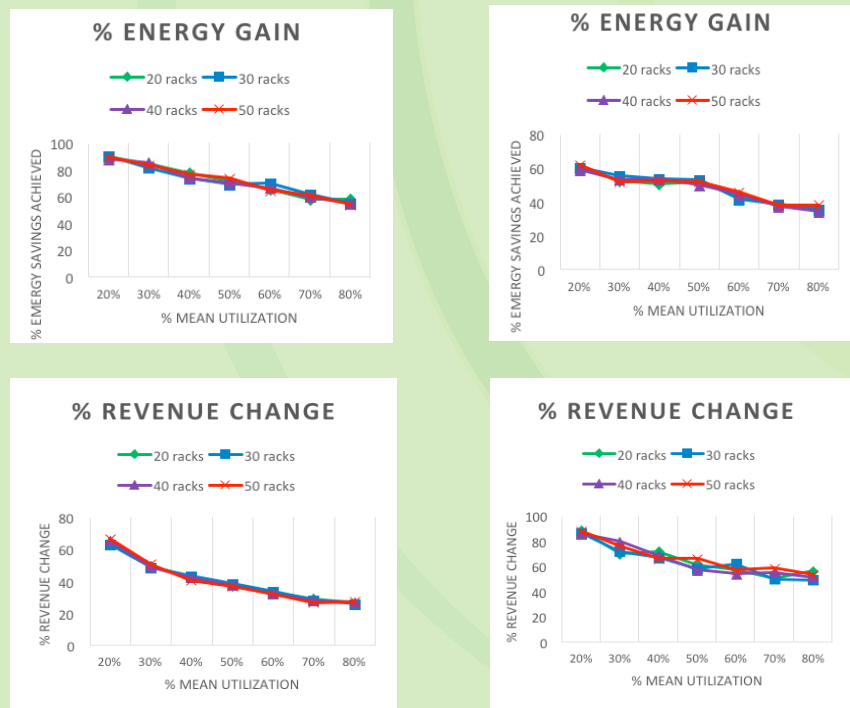 % ENERGY GAIN
20 racks 30 racks
40 racks 50 racks
% EMERGY SAVINGS ACHIEVED
100
80
60
40
20
0
20% 30% 40% 50% 60% 70% 80%
% MEAN UTILIZATION
% ENERGY GAIN
20 racks 30 racks
40 racks 50 racks
% EMERGY SAVINGS ACHIEVED
80
60
40
20
0
20% 30% 40% 50% 60% 70% 80%
% MEAN UTILIZATION
% REVENUE CHANGE
20 racks 30 racks
40 racks 50 racks
% REVENUE CHANGE
80
60
40
20
0
20% 30% 40% 50% 60% 70% 80%
% MEAN UTILIZATION
% REVENUE CHANGE
20 racks 30 racks
40 racks 50 racks
% REVENUE CHANGE
100
80
60
40
20
0
20% 30% 40% 50% 60% 70% 80%
% MEAN UTILIZATION